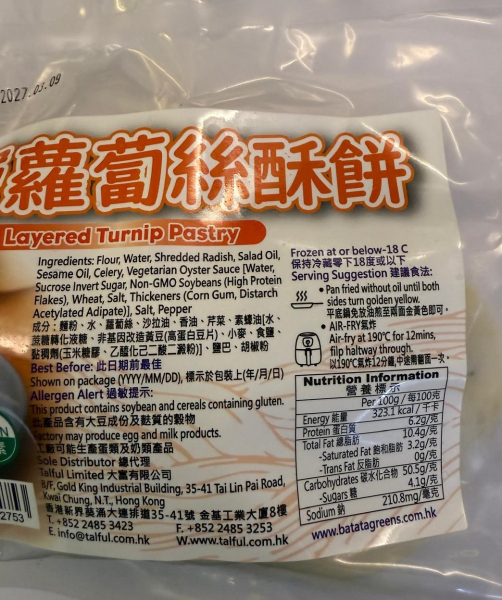 2027.03.09
蘿蔔絲酥餅
Layered Turnip Pastry
Ingredients: Flour, Water, Shredded Radish, Salad Oil,
Sesame Oil, Celery, Vegetarian Oyster Sauce [Water,
Sucrose Invert Sugar, Non-GMO Soybeans (High Protein
Flakes), Wheat, Salt, Thickeners (Corn Gum, Distarch
Acetylated Adipate)], Salt, Pepper
成分：麵粉、水、蘿蔔絲、沙拉油、香油、芹菜、素蠔油[水、
蔗糖轉化液糖、非基因改造黃豆(高蛋白豆片)、小麥、食鹽、
黏稠劑(玉米糖膠、乙醯化己二酸二澱粉)]、鹽巴、胡椒粉
Best Before: 此日期前最佳
Shown on package (YYYY/MM/DD), 標示於包裝上(年/月/日)
Allergen Alert 過敏提示:
This product contains soybean and cereals containing gluten.
此產品含有大豆成份及麩質的穀物
Factory may produce egg and milk products.
工廠可能生產蛋類及奶類產品
Sole Distributor 總代理
Talful Limited 大富有限公司
8/F, Gold King Industrial Building, 35-41 Tai Lin Pai Road,
Kwai Chung, N.T., Hong Kong
香港新界葵涌大連排道35-41號 金基工業大廈8樓
T. +852 2485 3423 F. +852 2485 3253
E. info@talful.com.hk W.www.talful.com.hk
Frozen at or below-18 C
保持冷藏零下18度或以下
Serving Suggestion 建議食法:
• Pan fried without oil until both
sides turn golden yellow.
平底鍋免放油煎至兩面金黃色即可。
• AIR-FRY氣炸
Air-fry at 190℃ for 12mins,
filp haltway through.
以190℃氣炸12分鐘,中途需翻面一次。
Nutrition Information
營養標示
Per 100g / 每100克
Energy 能量 323.1 kcal / 千卡
Protein 蛋白質 6.2g/克
Total Fat 總脂肪 10.4g/克
-Saturated Fat 飽和脂肪 3.2g/克
-Trans Fat 反脂肪 0g/克
Carbohydrates 碳水化合物 50.5g/克
-Sugars 糖 4.1g/克
Sodium 鈉 210.8mg/毫克
www.batatagreens.com.hk
素
2753